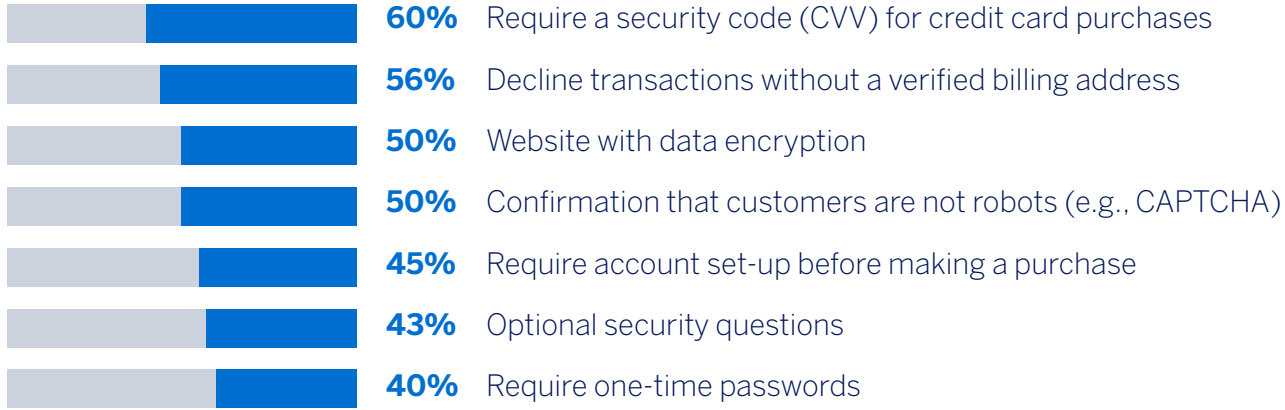 60% Require a security code (CVV) for credit card purchases
56% Decline transactions without a verified billing address
50% Website with data encryption
50% Confirmation that customers are not robots (e.g., CAPTCHA)
45% Require account set-up before making a purchase
43% Optional security questions
40% Require one-time passwords